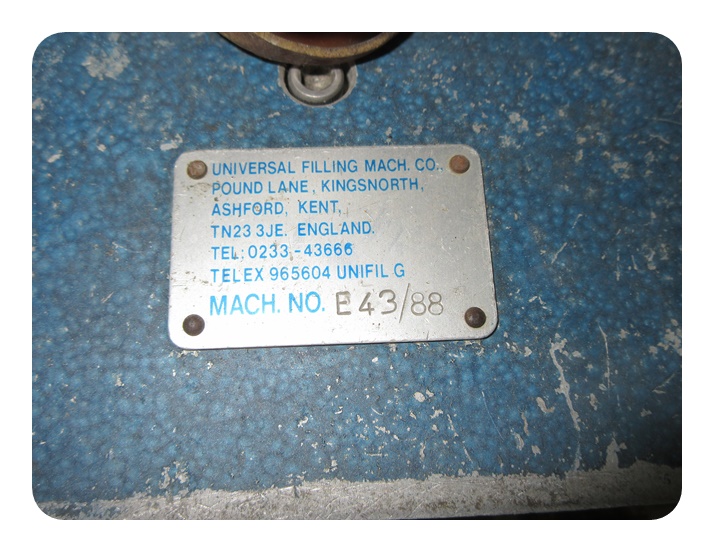 UNIVERSAL FILLING MACH. CO.
POUND LANE, KINGSNORTH,
ASHFORD, KENT,
TN23 3JE. ENGLAND.
TEL: 0233-43666
TELEX 965604 UNIFIL G
MACH. NO. E43/88